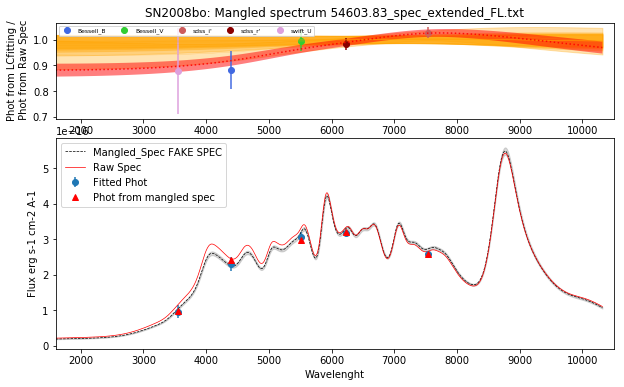 SN2008bo: Mangled spectrum 54603.83_spec_extended_FL.txt
Phot from LCfitting /
Phot from Raw Spec
1.0
0.9
0.8
0.7
Bessell_B Bessell_V sdss_i' sdss_r' swift_U
2000 3000 4000 5000 6000 7000 8000 9000 10000
1e−16
Flux erg s-1 cm-2 A-1
5
4
3
2
1
0
Mangled_Spec FAKE SPEC
Raw Spec
Fitted Phot
Phot from mangled spec
2000 3000 4000 5000 6000 7000 8000 9000 10000
Wavelenght